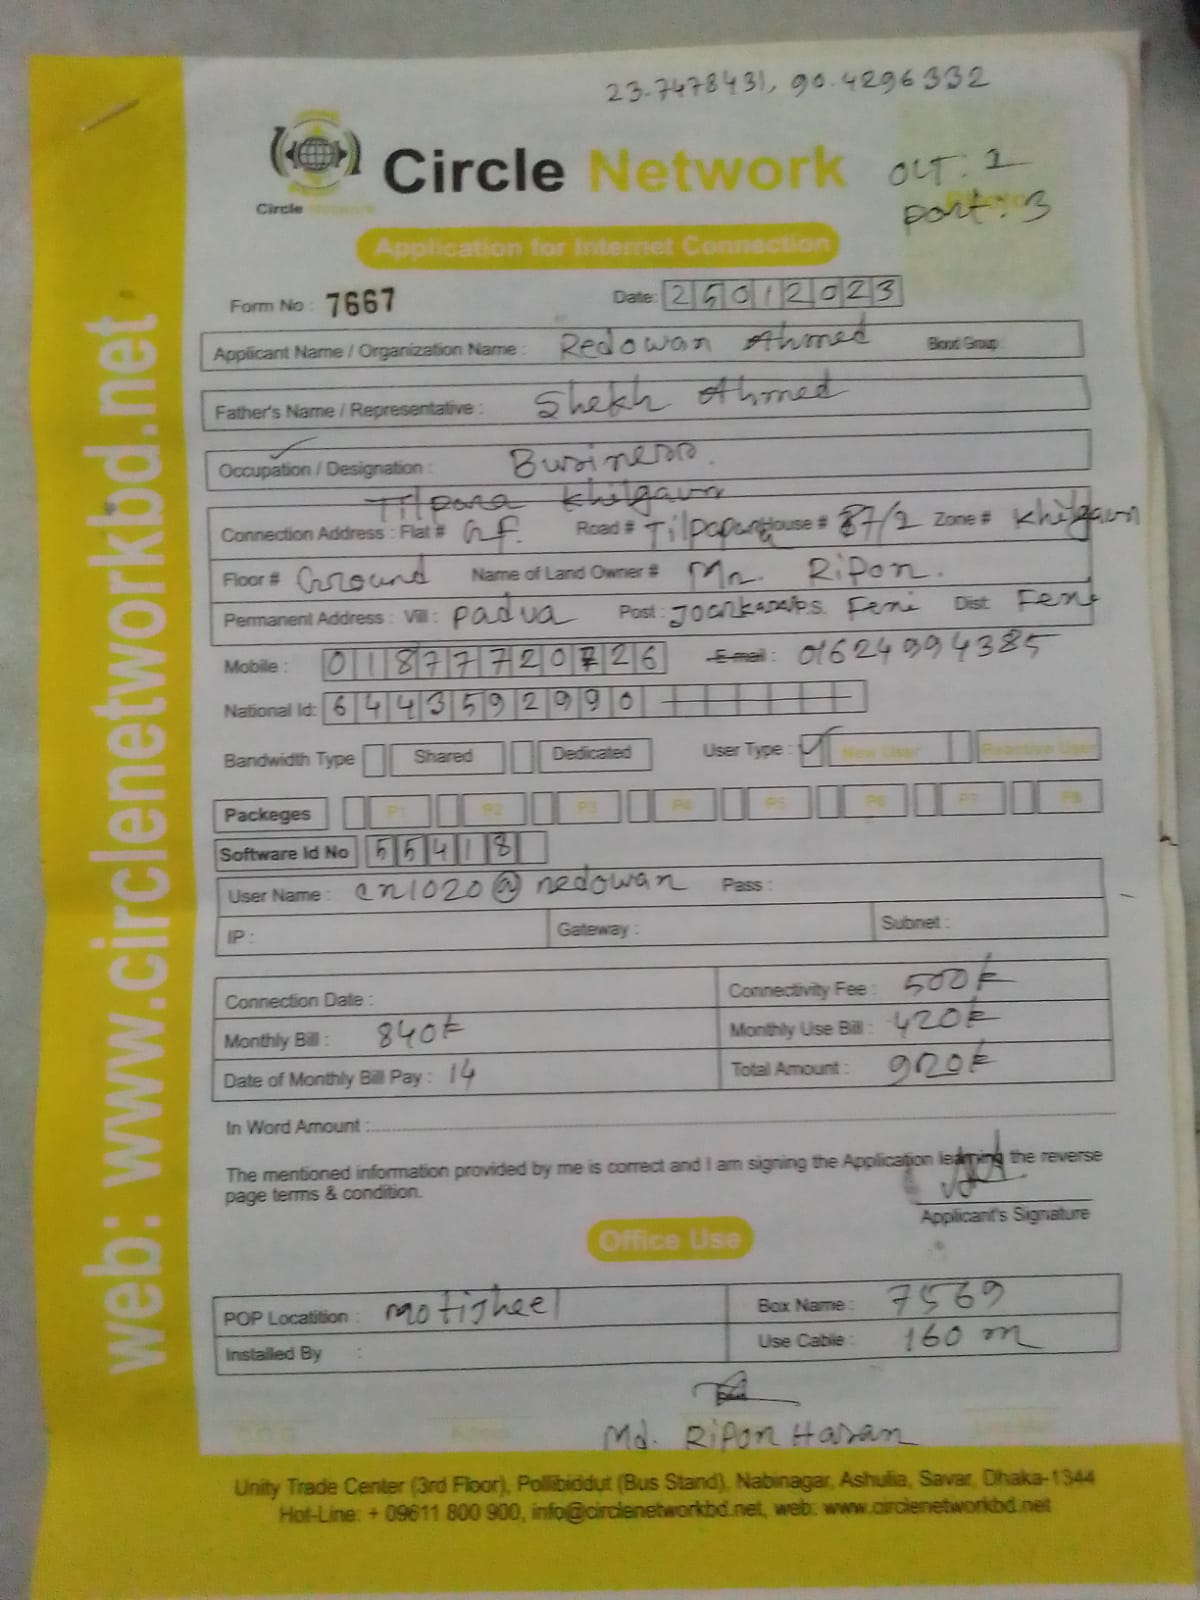 23.7478431, 90.4296332
Circle Network
OLT: 1
port: 3
Circle Network
Application for Internet Connection
Form No : 7667 Date: 25012023
Applicant Name / Organization Name : Redowan Ahmed Blood Group:
Father's Name / Representative : Shekh Ahmed
Occupation / Designation : Business.
Tilpara Khilgaun
Connection Address : Flat # G.F. Road # House # 87/1 Zone # Khilgaun
Floor # Ground Name of Land Owner # Mr. Ripon.
Permanent Address : Vill : Padua Post : P.S. Feni Dist: Feni
Mobile : 01877720726 E-mail : 01624994385
National Id: 6443592990
Bandwidth Type Shared Dedicated User Type : New User Reactive User
Packeges P1 P2 P3 P4 P5 P6 P7 P8
Software Id No 55418
User Name : cn1020@redowan Pass :
IP : Gateway : Subnet :
Connection Date : Connectivity Fee : 500
Monthly Bill : 840 Monthly Use Bill : 420
Date of Monthly Bill Pay : 14 Total Amount : 920
In Word Amount :
The mentioned information provided by me is correct and I am signing the Application learning the reverse
page terms & condition.
Applicant's Signature
Office Use
POP Locatition : Motijheel Box Name : 7569
Installed By : Use Cable : 160 m
Md. Ripon Hasan
Unity Trade Center (3rd Floor), Pollibiddut (Bus Stand), Nabinagar, Ashulia, Savar, Dhaka-1344
Hot-Line: + 09611 800 900, info@circlenetworkbd.net, web: www.circlenetworkbd.net
web: www.circlenetworkbd.net